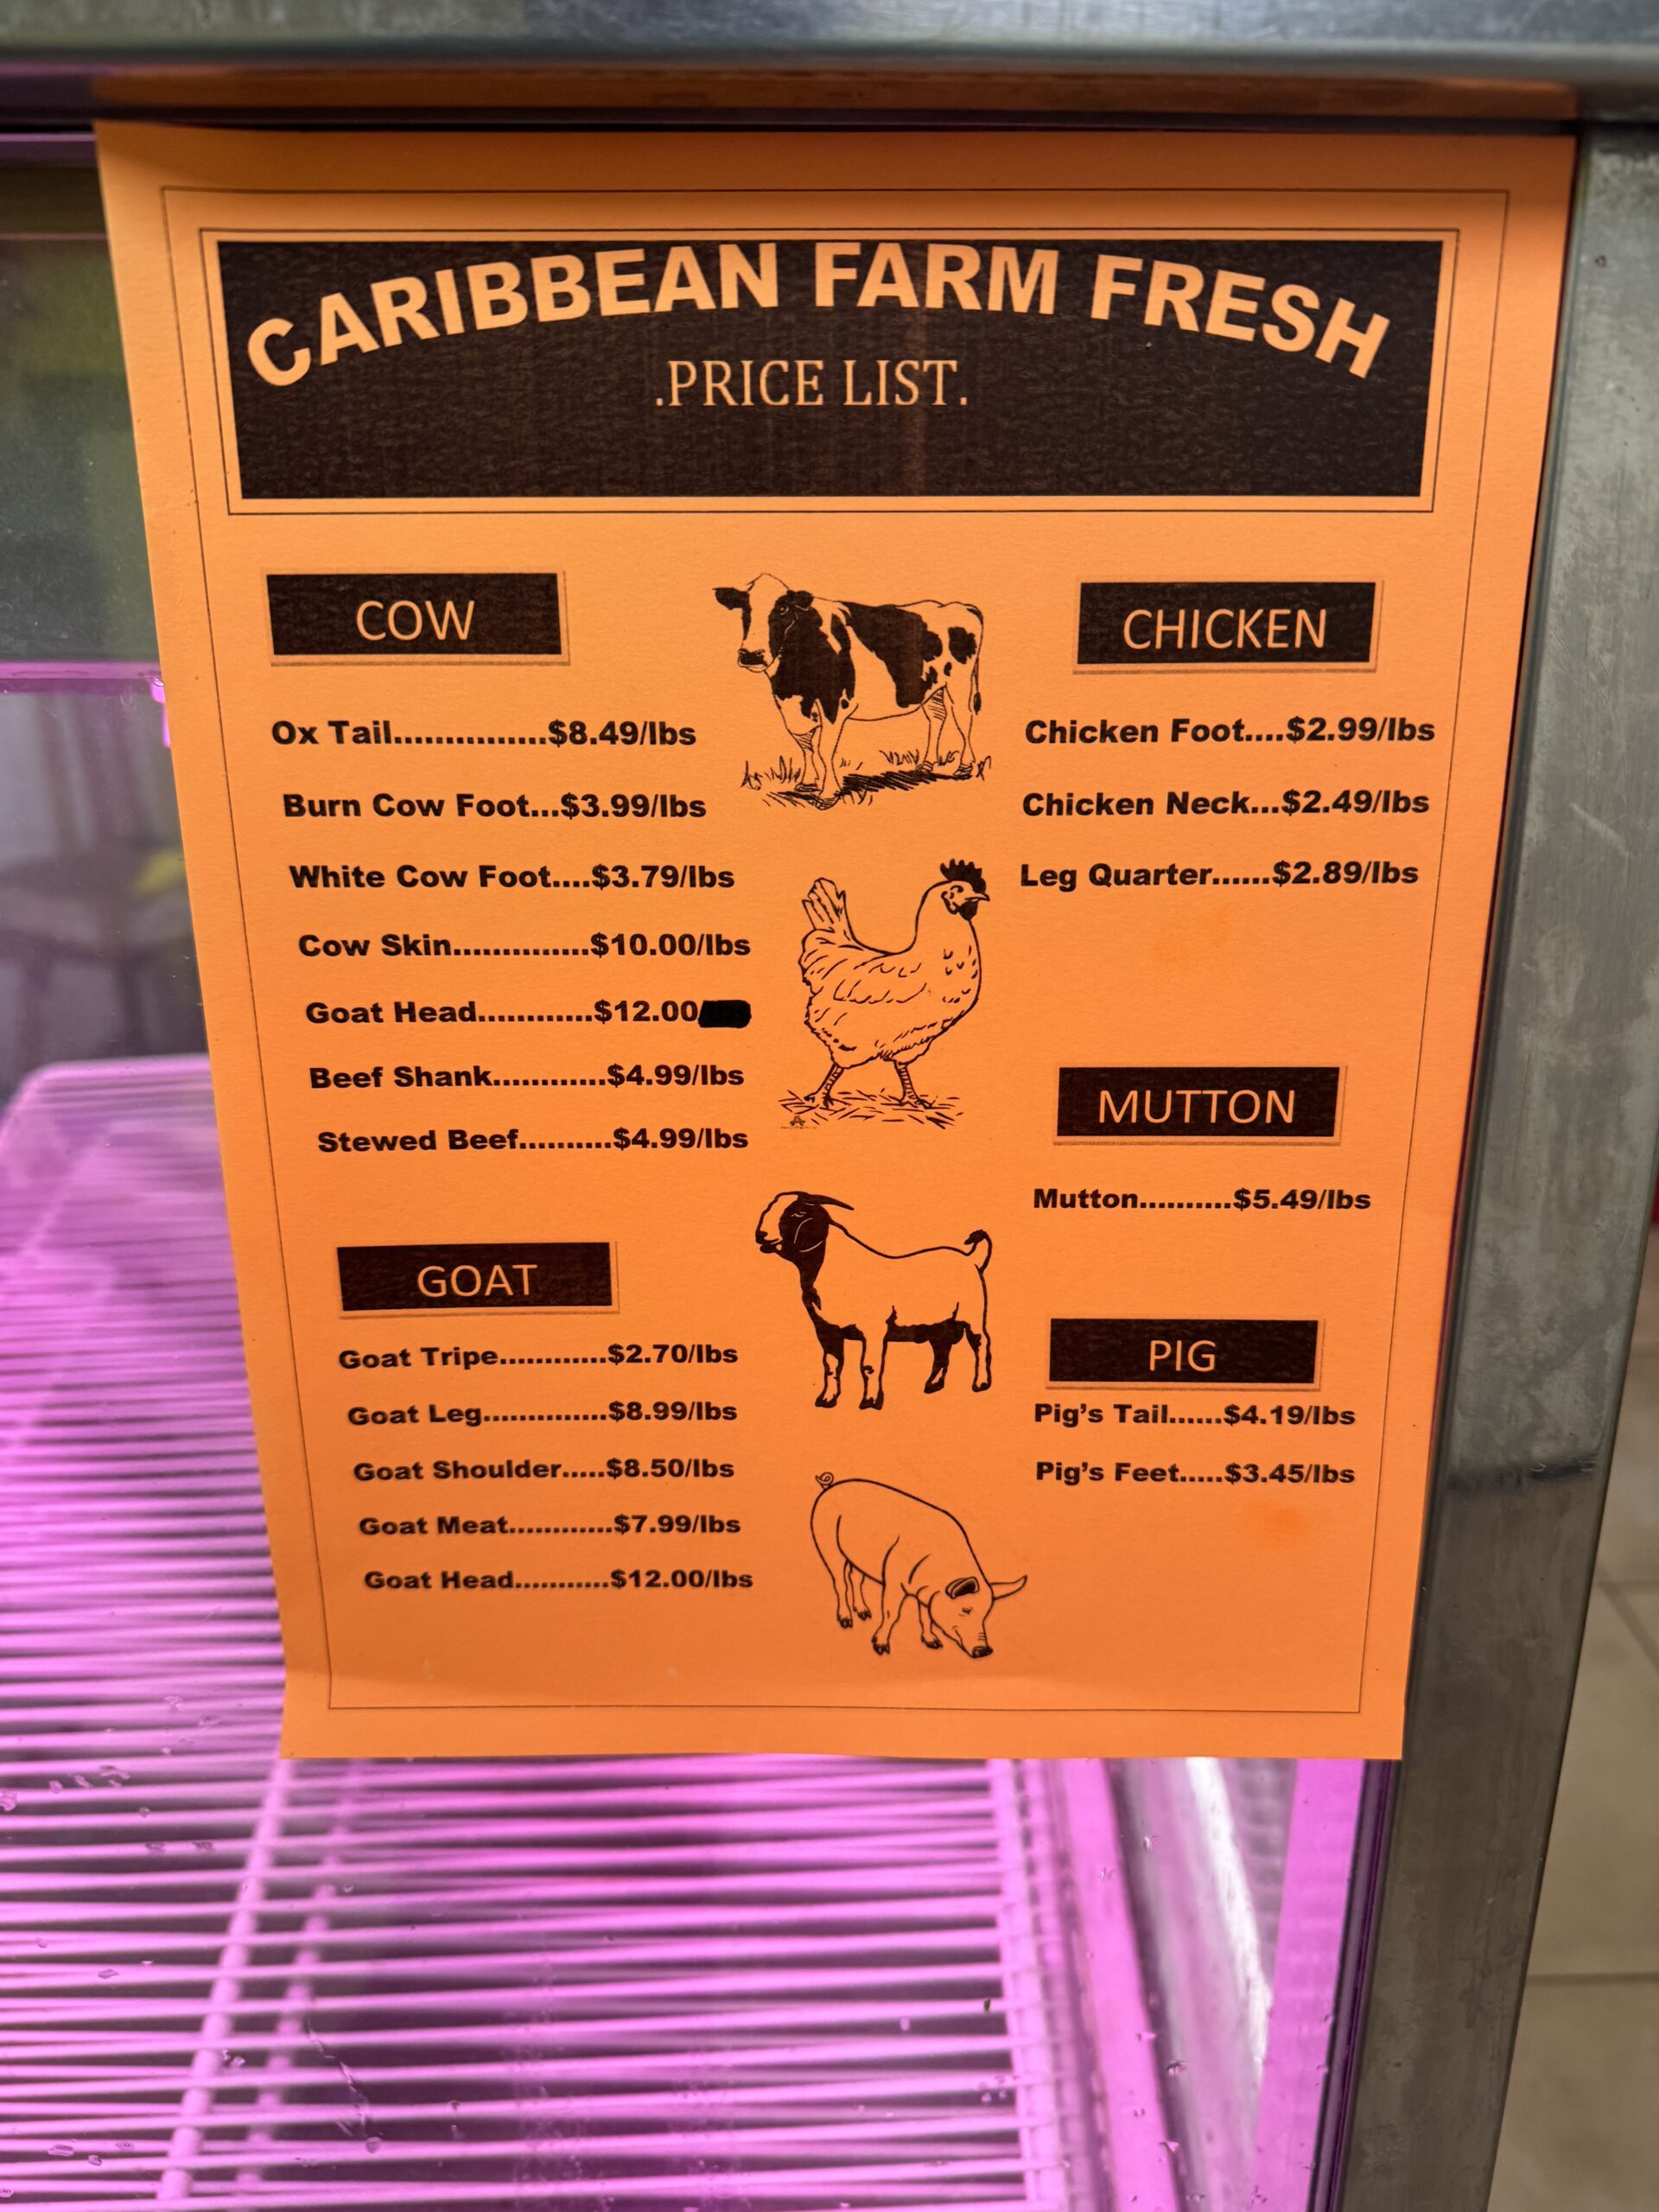 CARIBBEAN FARM FRESH
.PRICE LIST.
COW
Ox Tail...............$8.49/lbs
Burn Cow Foot...$3.99/lbs
White Cow Foot....$3.79/lbs
Cow Skin..............$10.00/lbs
Goat Head............$12.00/
Beef Shank............$4.99/lbs
Stewed Beef..........$4.99/lbs
GOAT
Goat Tripe............$2.70/lbs
Goat Leg..............$8.99/lbs
Goat Shoulder.....$8.50/lbs
Goat Meat............$7.99/lbs
Goat Head...........$12.00/lbs
CHICKEN
Chicken Foot....$2.99/lbs
Chicken Neck...$2.49/lbs
Leg Quarter......$2.89/lbs
MUTTON
Mutton..........$5.49/lbs
PIG
Pig’s Tail......$4.19/lbs
Pig’s Feet.....$3.45/lbs